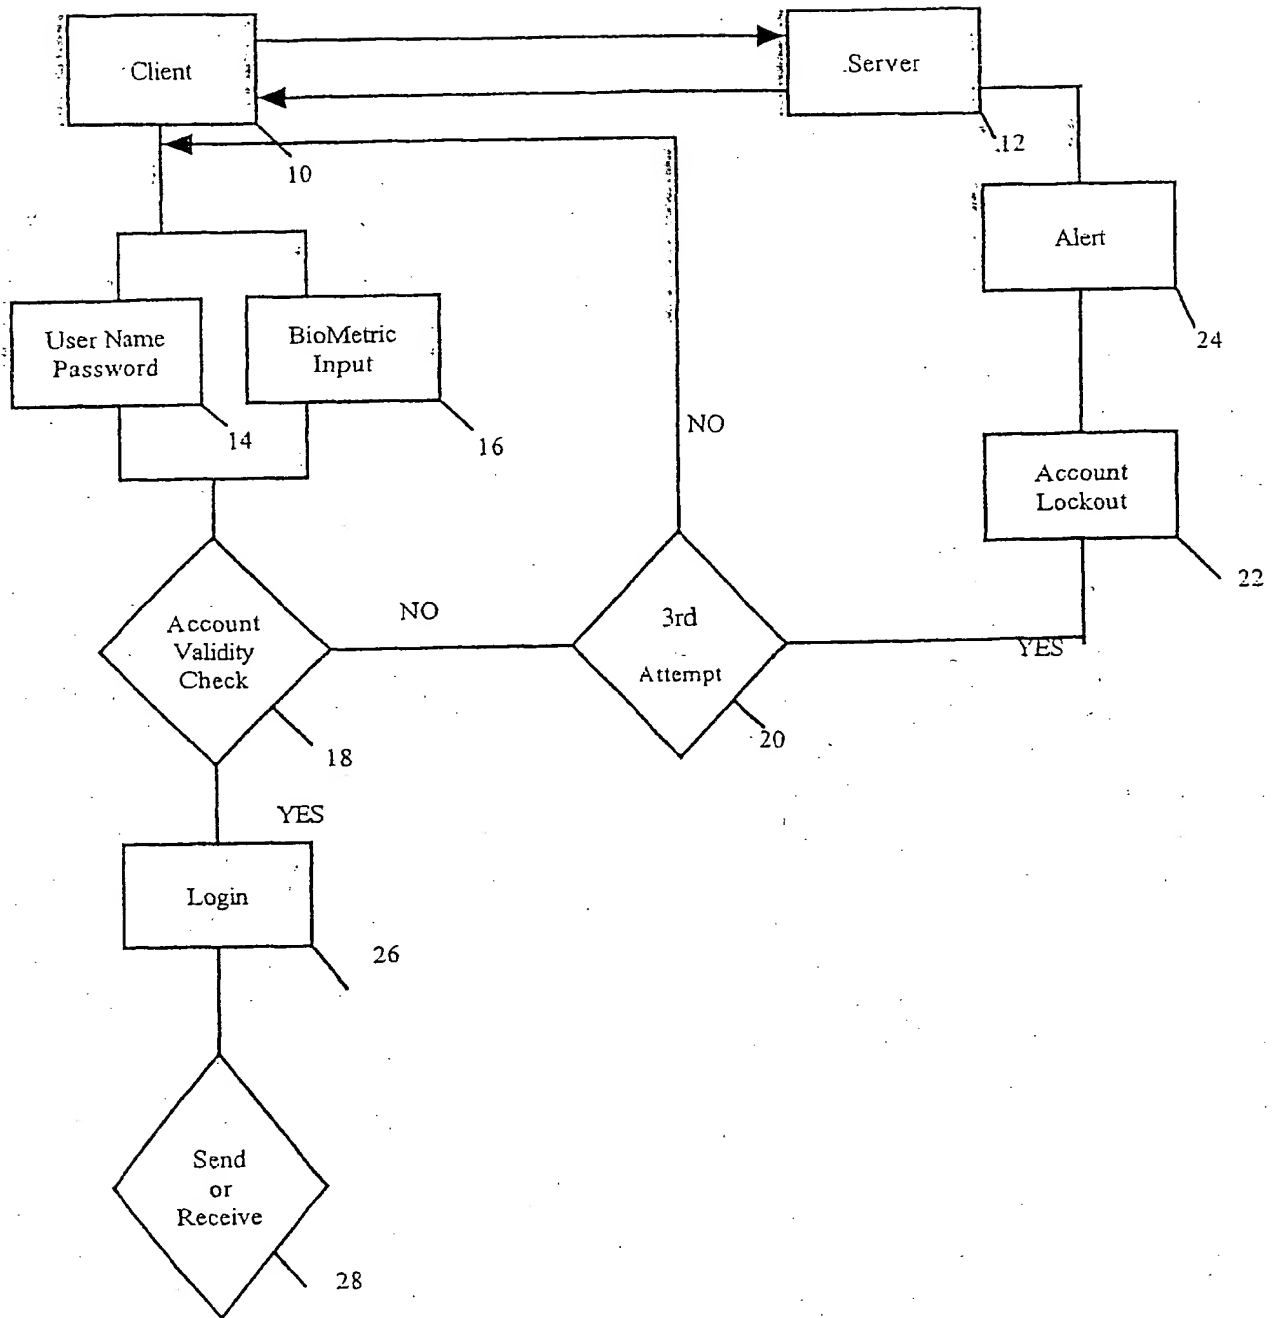 Client
Server
10
12
Alert
24
User Name
Password
14
BioMetric
Input
16
NO
Account
Lockout
22
Account
Validity
Check
18
NO
3rd
Attempt
20
YES
YES
Login
26
Send
or
Receive
28